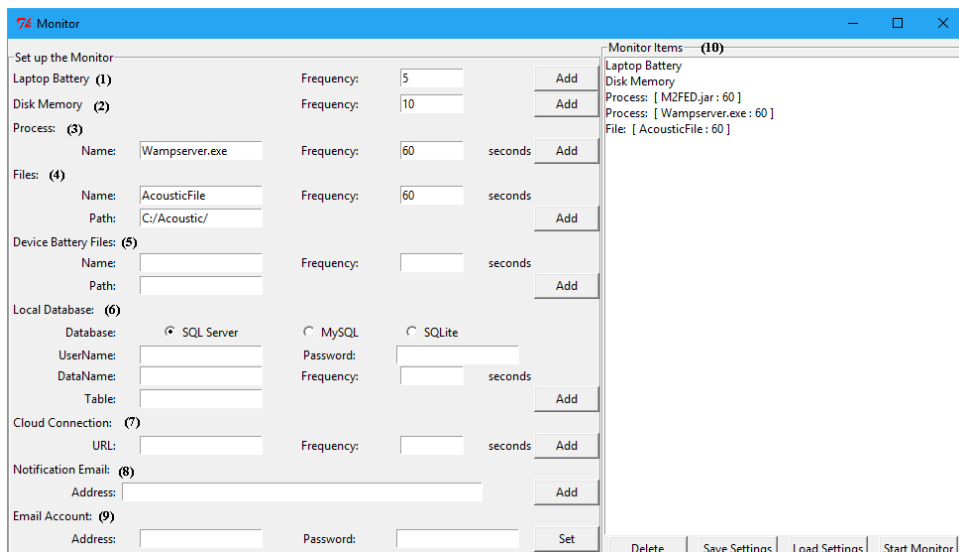 Monitor
Set up the Monitor
Laptop Battery (1) Frequency: 5 Add
Disk Memory (2) Frequency: 10 Add
Process: (3)
Name: Wampserver.exe Frequency: 60 seconds Add
Files: (4)
Name: AcousticFile Frequency: 60 seconds
Path: C:/Acoustic/ Add
Device Battery Files: (5)
Name: Frequency: seconds
Path: Add
Local Database: (6)
Database: SQL Server MySQL SQLite
UserName: Password:
DataName: Frequency: seconds
Table: Add
Cloud Connection: (7)
URL: Frequency: seconds Add
Notification Email: (8)
Address: Add
Email Account: (9)
Address: Password: Set
Monitor Items (10)
Laptop Battery
Disk Memory
Process: [ M2FED.jar : 60 ]
Process: [ Wampserver.exe : 60 ]
File: [ AcousticFile : 60 ]
Delete Save Settings Load Settings Start Monitor